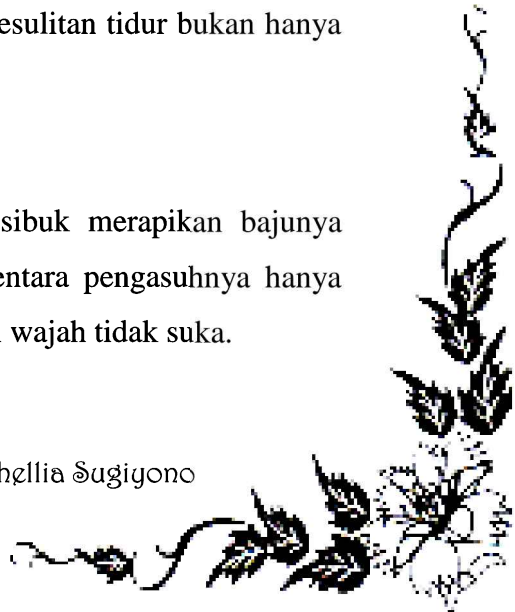 esulitan tidur bukan hanya
sibuk merapikan bajunya
entara pengasuhnya hanya
wajah tidak suka.
hellia Sugiyono